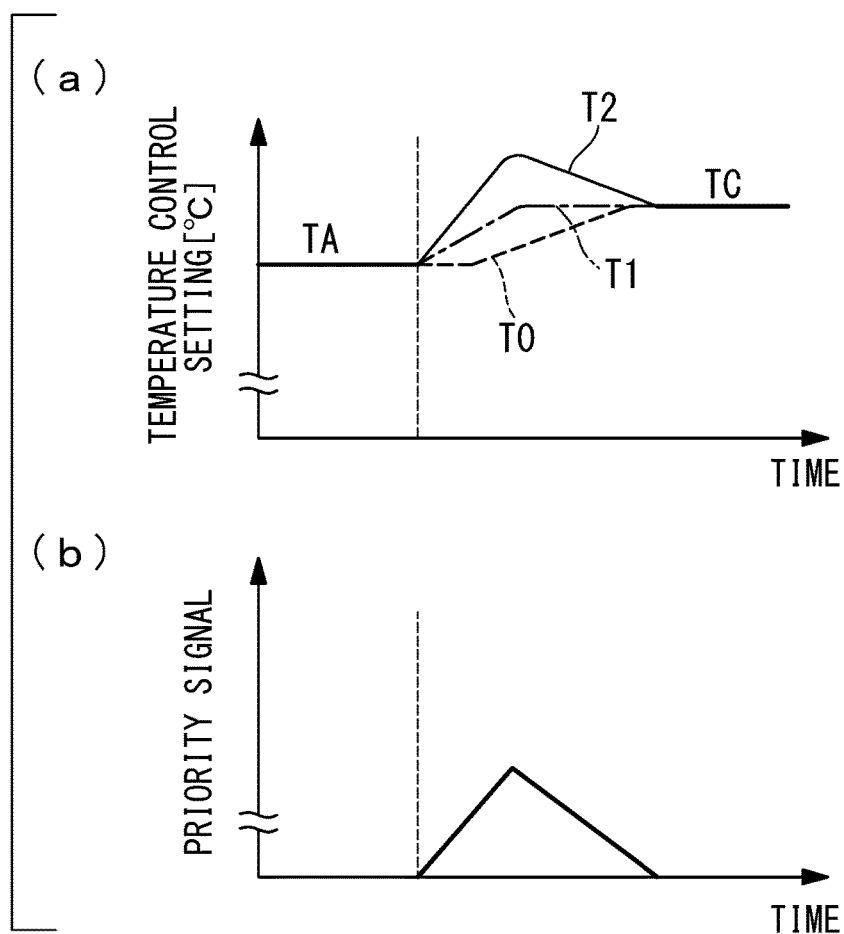 (a)
TEMPERATURE CONTROL
SETTING[℃]
T2
TC
TA
T1
T0
TIME
(b)
PRIORITY SIGNAL
TIME